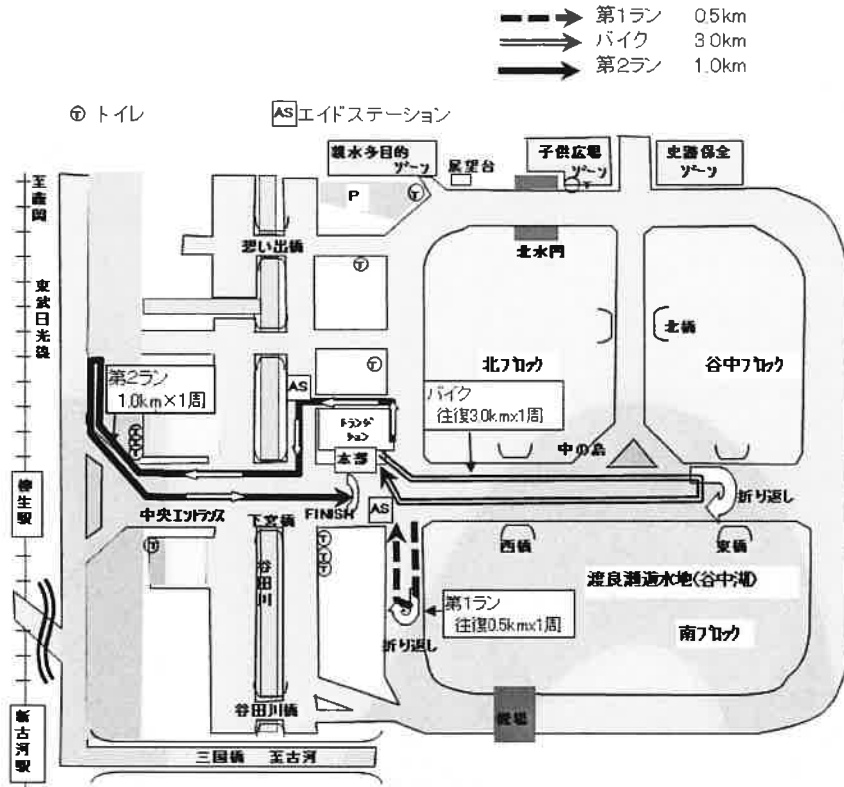 第1ラン 0.5km
バイク 3.0km
第2ラン 1.0km
Ⓣ トイレ
AS エイドステーション
親水多目的
ゾーン
展望台
子供広場
ゾーン
史跡保全
ゾーン
P
T
T
至藤岡
想い出橋
T
北水門
東武日光線
北橋
北ブロック
谷中ブロック
T
第2ラン
1.0km×1周
AS
バイク
往復3.0km×1周
トランジ
ション
T
本部
中の島
柳生駅
折り返し
中央エントランス
FINISH
AS
下宮橋
西橋
東橋
T
T
谷田川
渡良瀬遊水地(谷中湖)
第1ラン
往復0.5km×1周
折り返し
南ブロック
谷田川橋
新古河駅
三国橋 至古河